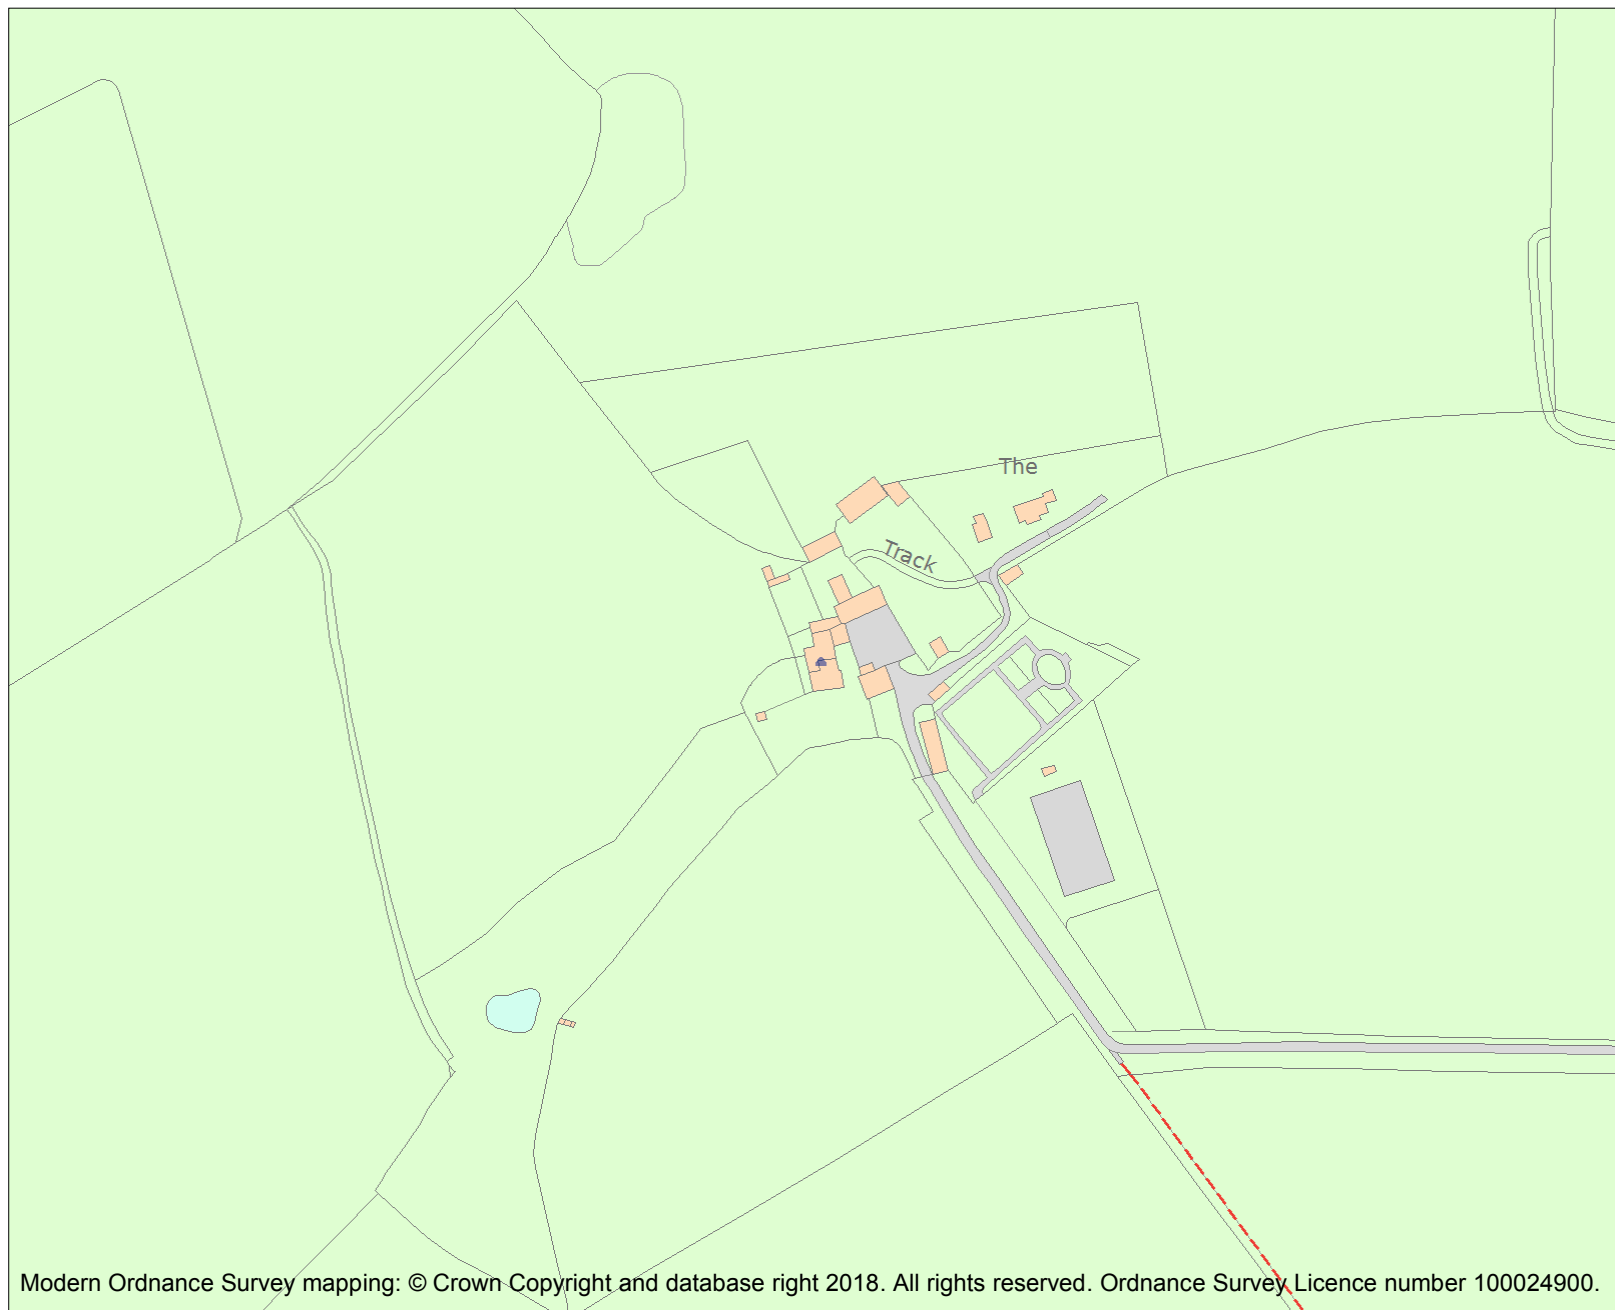 The
Track
Modern Ordnance Survey mapping: © Crown Copyright and database right 2018. All rights reserved. Ordnance Survey Licence number 100024900.